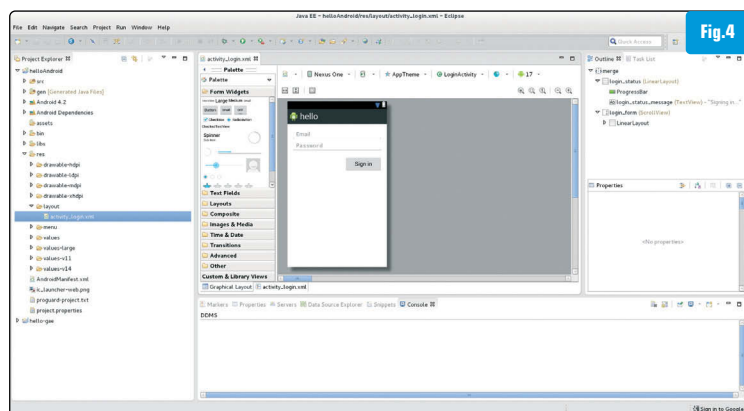 Java EE - helloAndroid/res/layout/activity_login.xml - Eclipse
File Edit Navigate Search Project Run Window Help
Fig.4
Quick Access
Project Explorer
helloAndroid
src
gen [Generated Java Files]
Android 4.2
Android Dependencies
assets
bin
libs
res
drawable-hdpi
drawable-ldpi
drawable-mdpi
drawable-xhdpi
layout
activity_login.xml
menu
values
values-large
values-v11
values-v14
AndroidManifest.xml
ic_launcher-web.png
proguard-project.txt
project.properties
hello-gae
activity_login.xml
Palette
Palette
Form Widgets
Large Medium
Button Small
CheckBox RadioButton
CheckedTextView
Spinner
Text Fields
Layouts
Composite
Images & Media
Time & Date
Transitions
Advanced
Other
Custom & Library Views
Graphical Layout activity_login.xml
Nexus One AppTheme LoginActivity 17
hello
Email
Password
Sign in
Outline Task List
merge
login_status (LinearLayout)
ProgressBar
login_status_message (TextView) - "Signing in..."
login_form (ScrollView)
LinearLayout
Properties
<No properties>
Markers Properties Servers Data Source Explorer Snippets Console
DDMS
Sign in to Google